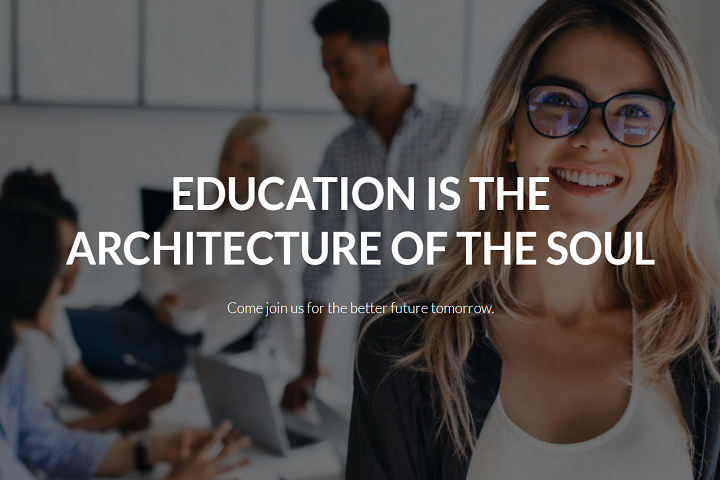 EDUCATION IS THE
ARCHITECTURE OF THE SOUL
Come join us for the better future tomorrow.